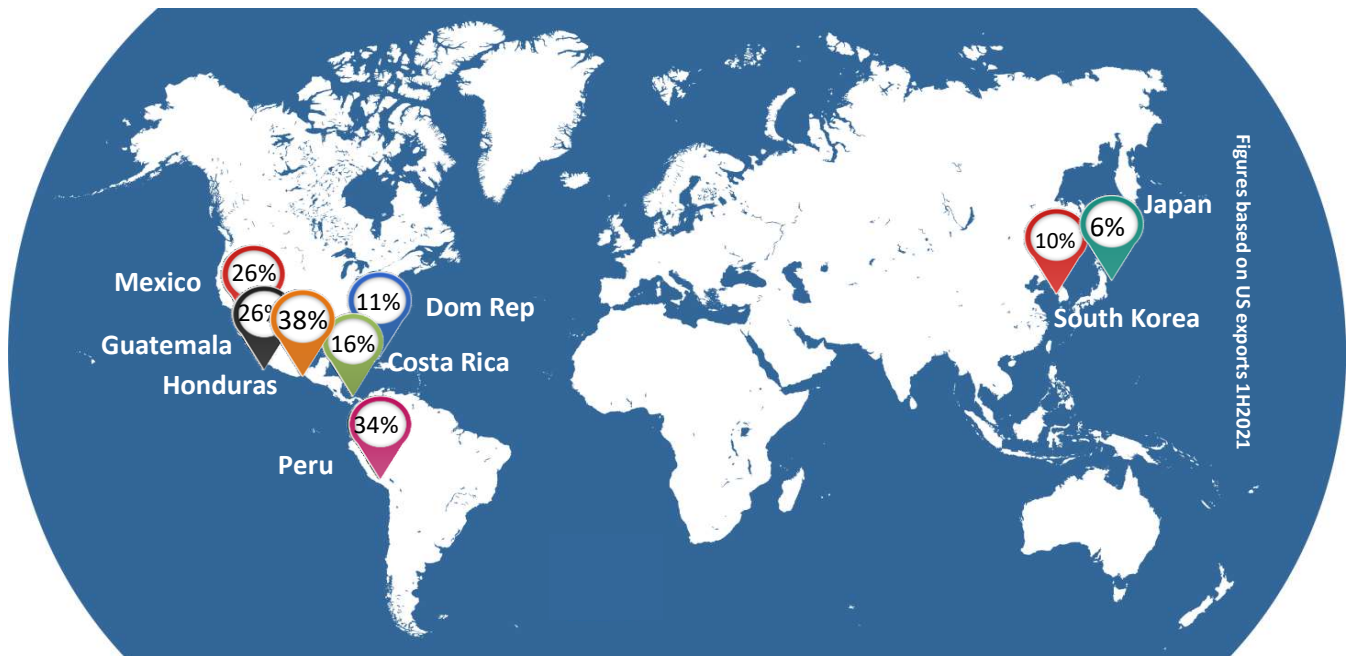 Japan
6%
10%
South Korea
26%
Mexico
11%
Dom Rep
26%
38%
16%
Guatemala
Costa Rica
Honduras
34%
Peru
Figures based on US exports 1H2021